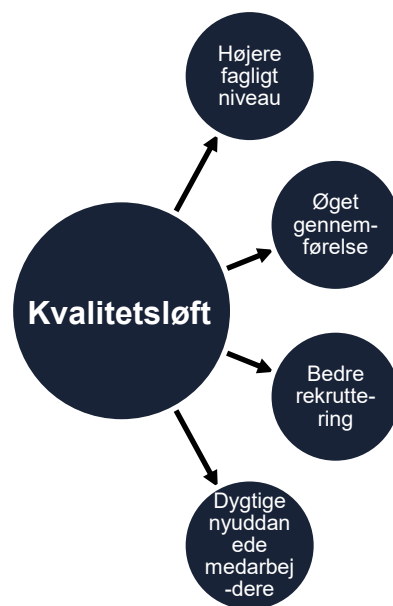 Højere
fagligt
niveau
Øget
gennem-
førelse
Kvalitetsløft
Bedre
rekrutte-
ring
Dygtige
nyuddan
ede
medarbej
-dere